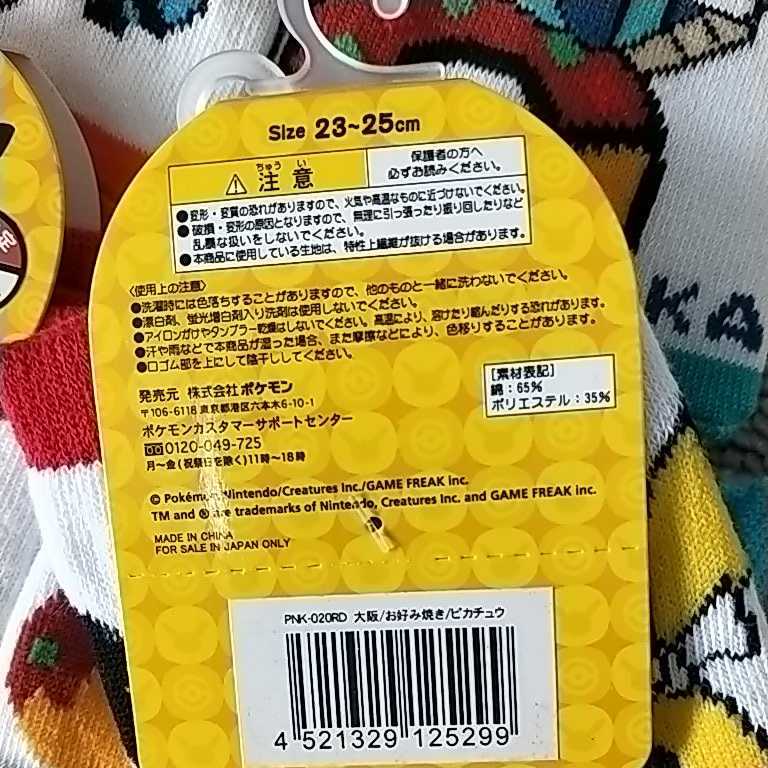 Size 23~25cm
ちゅう い
⚠ 注意
保護者の方へ
必ずお読みください。
●変形・変質の恐れがありますので、火気や高温なものに近づけないでください。
●破損・変形の原因となりますので、無理に引っ張ったり振り回したりなど
乱暴な扱いをしないでください。
●本商品に使用している生地は、特性上繊維が抜ける場合があります。
〈使用上の注意〉
●洗濯時には色落ちすることがありますので、他のものと一緒に洗わないでください。
●漂白剤、蛍光増白剤入り洗剤は使用しないでください。
●アイロンがけやタンブラー乾燥はしないでください。高温により、溶けたり縮んだりする恐れがあります。
●汗や雨などで本商品が湿った場合、また摩擦などにより、色移りすることがあります。
●口ゴム部を上にして陰干ししてください。
発売元 株式会社ポケモン
〒106-6118 東京都港区六本木6-10-1
ポケモンカスタマーサポートセンター
0120-049-725
月~金(祝祭日を除く)11時~18時
[素材表記]
綿:65%
ポリエステル:35%
© Pokémon. Nintendo/Creatures Inc./GAME FREAK inc.
TM and ® are trademarks of Nintendo, Creatures Inc. and GAME FREAK inc.
MADE IN CHINA
FOR SALE IN JAPAN ONLY
PNK-020RD 大阪/お好み焼き/ピカチュウ
4 521329 125299
KA